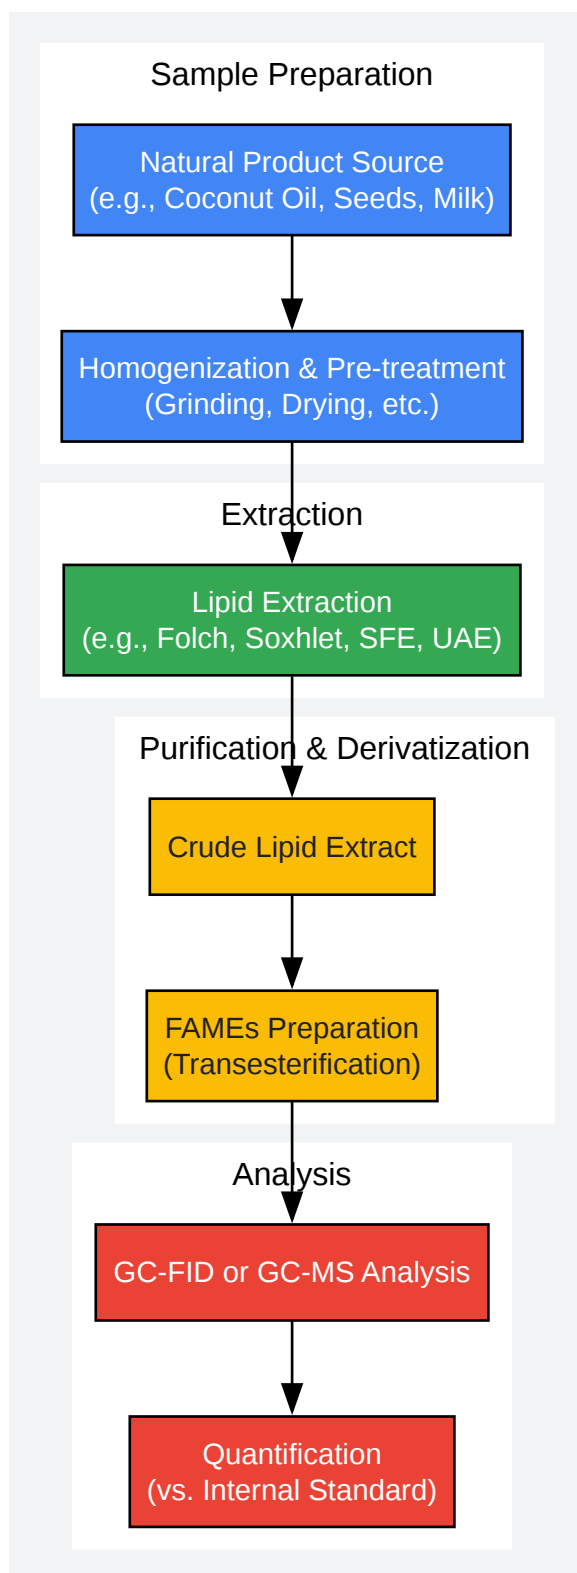 Sample Preparation
Natural Product Source
(e.g., Coconut Oil, Seeds, Milk)
Homogenization & Pre-treatment
(Grinding, Drying, etc.)
Extraction
Lipid Extraction
(e.g., Folch, Soxhlet, SFE, UAE)
Purification & Derivatization
Crude Lipid Extract
FAMEs Preparation
(Transesterification)
Analysis
GC-FID or GC-MS Analysis
Quantification
(vs. Internal Standard)